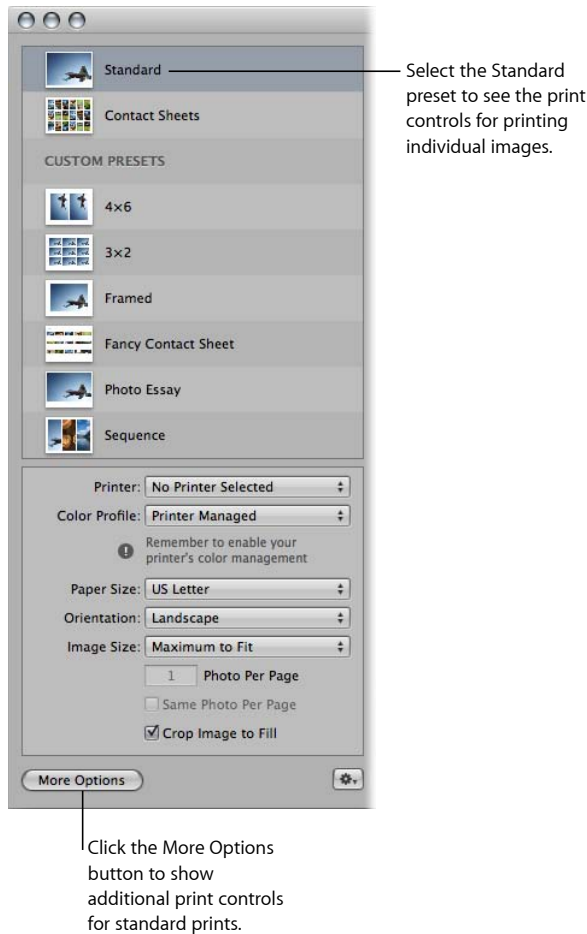 Standard
Select the Standard
preset to see the print
controls for printing
individual images.
Contact Sheets
CUSTOM PRESETS
4×6
3×2
Framed
Fancy Contact Sheet
Photo Essay
Sequence
Printer: No Printer Selected
Color Profile: Printer Managed
Remember to enable your
printer's color management
Paper Size: US Letter
Orientation: Landscape
Image Size: Maximum to Fit
1 Photo Per Page
Same Photo Per Page
Crop Image to Fill
More Options
Click the More Options
button to show
additional print controls
for standard prints.